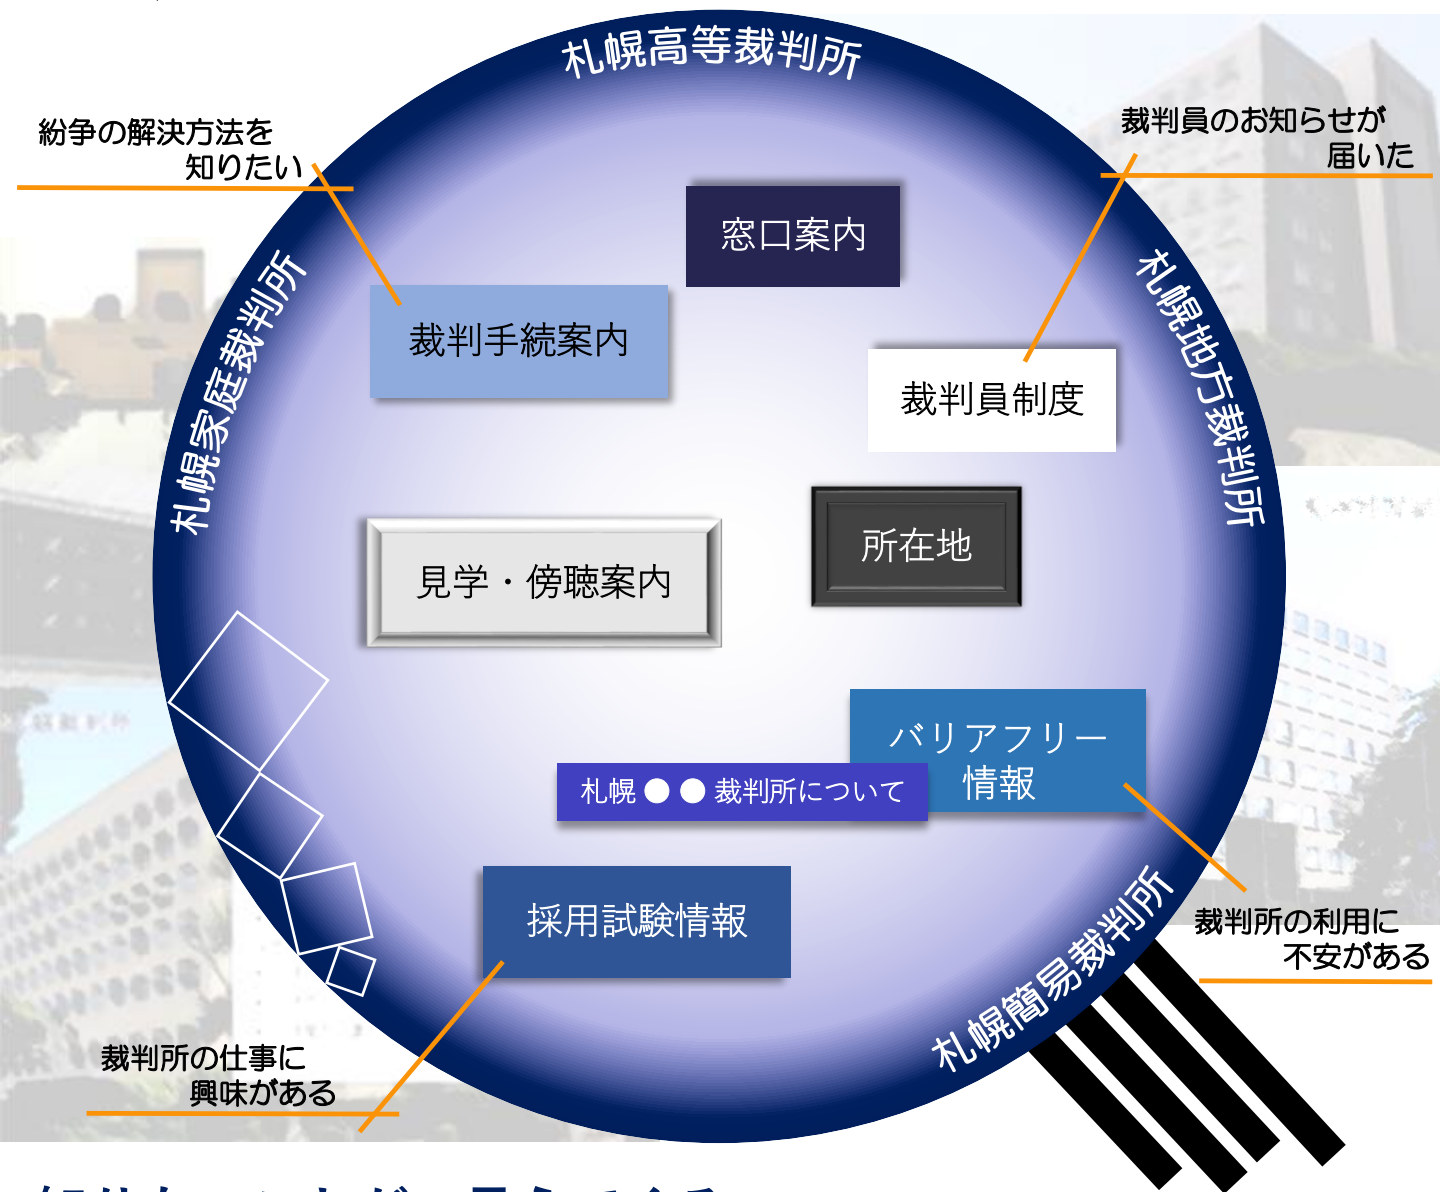 札幌高等裁判所
紛争の解決方法を
知りたい
裁判員のお知らせが
届いた
窓口案内
札幌家庭裁判所
札幌地方裁判所
裁判手続案内
裁判員制度
所在地
見学・傍聴案内
バリアフリー
情報
札幌●●裁判所について
採用試験情報
札幌簡易裁判所
裁判所の利用に
不安がある
裁判所の仕事に
興味がある